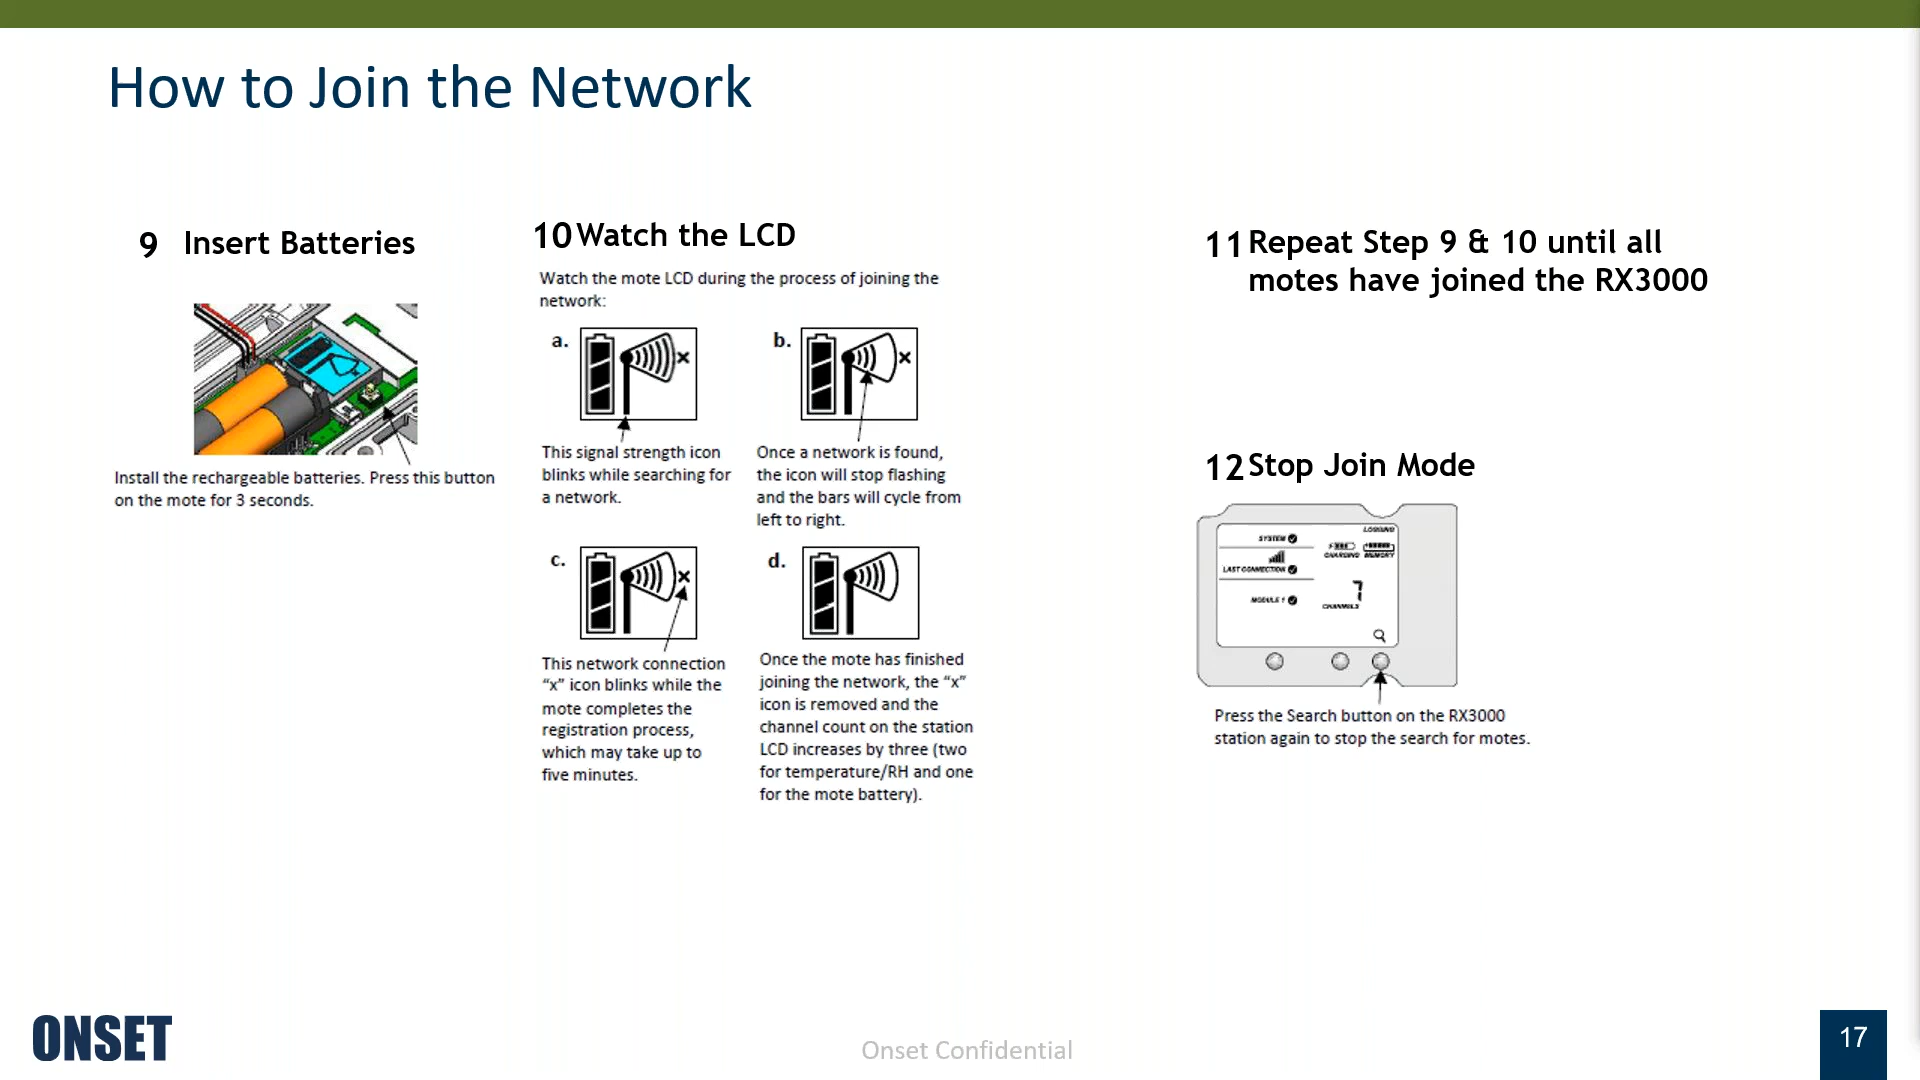 How to Join the Network
9 Insert Batteries
Install the rechargeable batteries. Press this button
on the mote for 3 seconds.
10 Watch the LCD
Watch the mote LCD during the process of joining the
network:
a.
This signal strength icon
blinks while searching for
a network.
b.
Once a network is found,
the icon will stop flashing
and the bars will cycle from
left to right.
c.
This network connection
“x” icon blinks while the
mote completes the
registration process,
which may take up to
five minutes.
d.
Once the mote has finished
joining the network, the “x”
icon is removed and the
channel count on the station
LCD increases by three (two
for temperature/RH and one
for the mote battery).
11 Repeat Step 9 & 10 until all
motes have joined the RX3000
12 Stop Join Mode
LOGGING
SYSTEM
CHARGING MEMORY
LAST CONNECTION
7
MODULE 1
CHANNELS
Press the Search button on the RX3000
station again to stop the search for motes.
ONSET
Onset Confidential
17